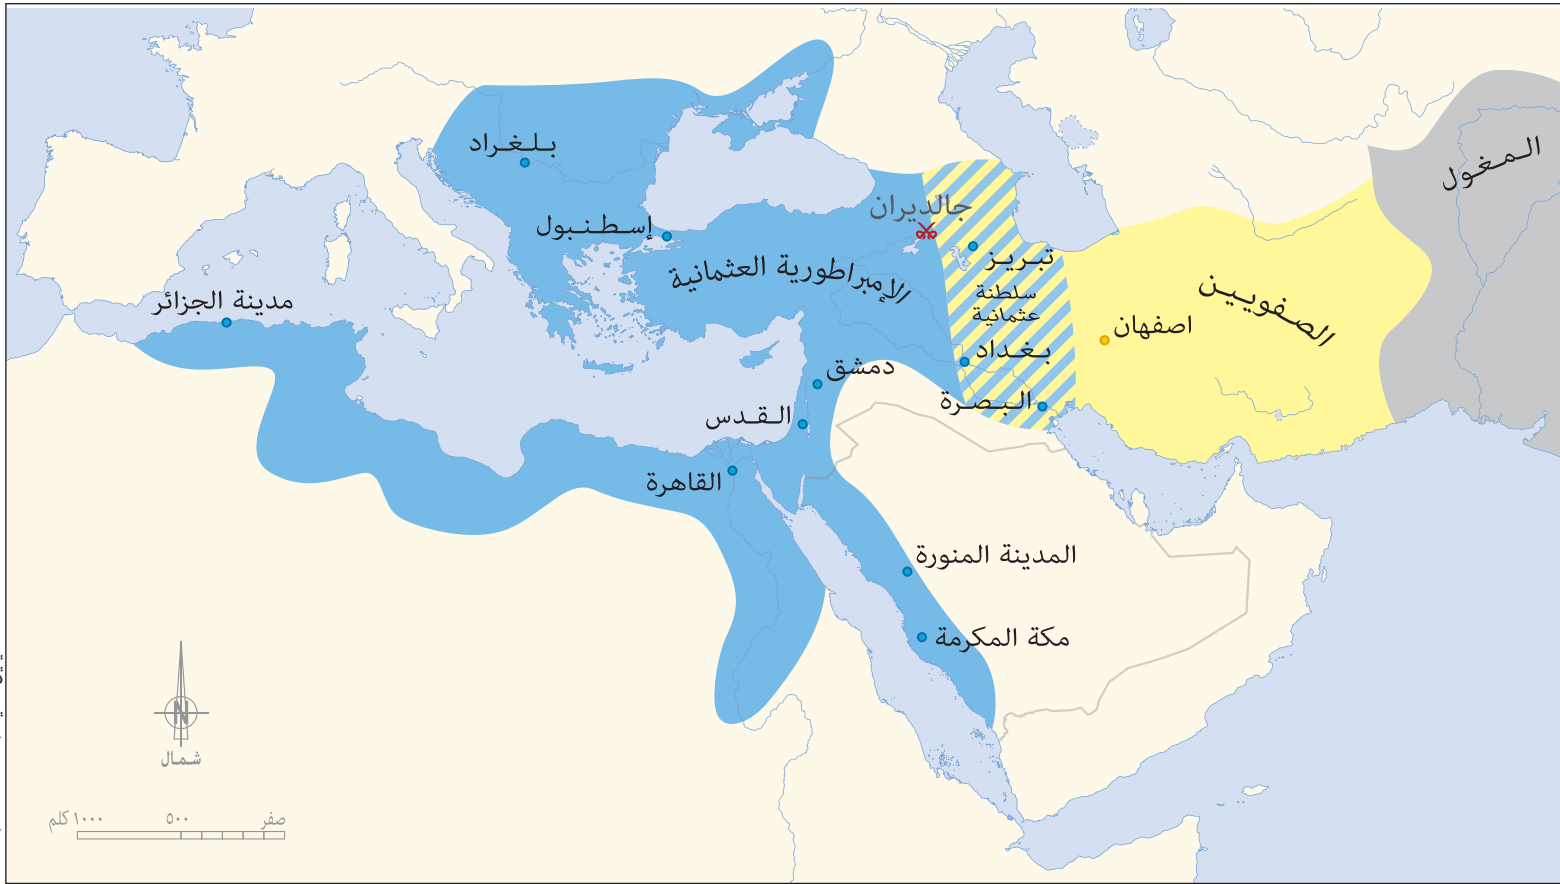 المغول
بلغراد
جالديران
إسطنبول
تبريز
الإمبراطورية العثمانية
سلطنة
عثمانية
الصفويين
مدينة الجزائر
اصفهان
بغداد
دمشق
البصرة
القدس
القاهرة
المدينة المنورة
مكة المكرمة
N
شمال
صفر ٥٠٠ ١٠٠٠ كلم